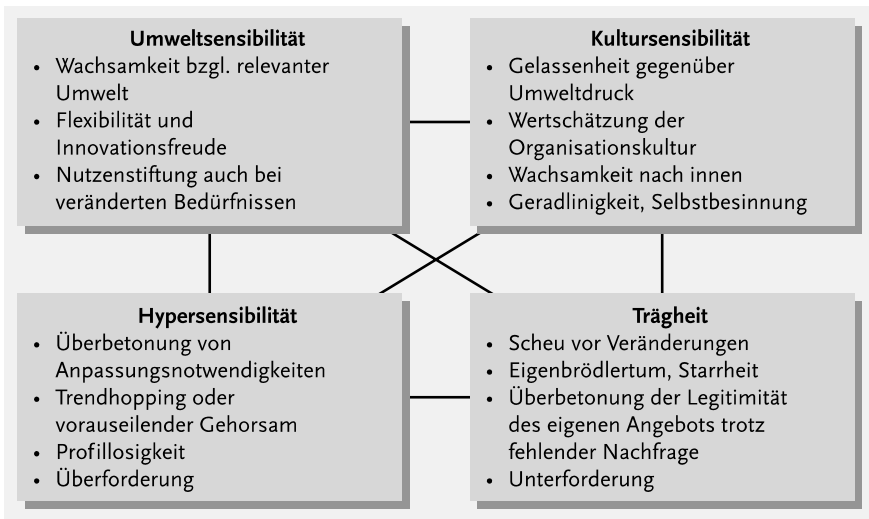 Umweltsensibilität
• Wachsamkeit bzgl. relevanter
Umwelt
• Flexibilität und
Innovationsfreude
• Nutzenstiftung auch bei
veränderten Bedürfnissen
Kultursensibilität
• Gelassenheit gegenüber
Umweltdruck
• Wertschätzung der
Organisationskultur
• Wachsamkeit nach innen
• Geradlinigkeit, Selbstbesinnung
Hypersensibilität
• Überbetonung von
Anpassungsnotwendigkeiten
• Trendhopping oder
vorauseilender Gehorsam
• Profillosigkeit
• Überforderung
Trägheit
• Scheu vor Veränderungen
• Eigenbrödlertum, Starrheit
• Überbetonung der Legitimität
des eigenen Angebots trotz
fehlender Nachfrage
• Unterforderung